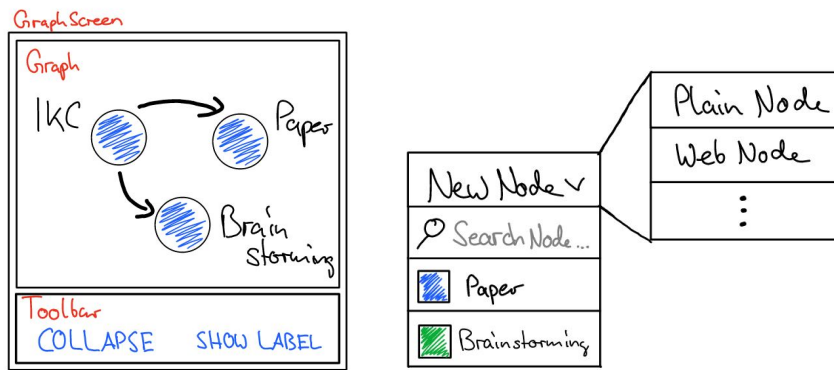 GraphScreen
Graph
IKC
Paper
Brain
storming
Toolbar
COLLAPSE SHOW LABEL
New Node
Search Node...
Paper
Brainstorming
Plain Node
Web Node